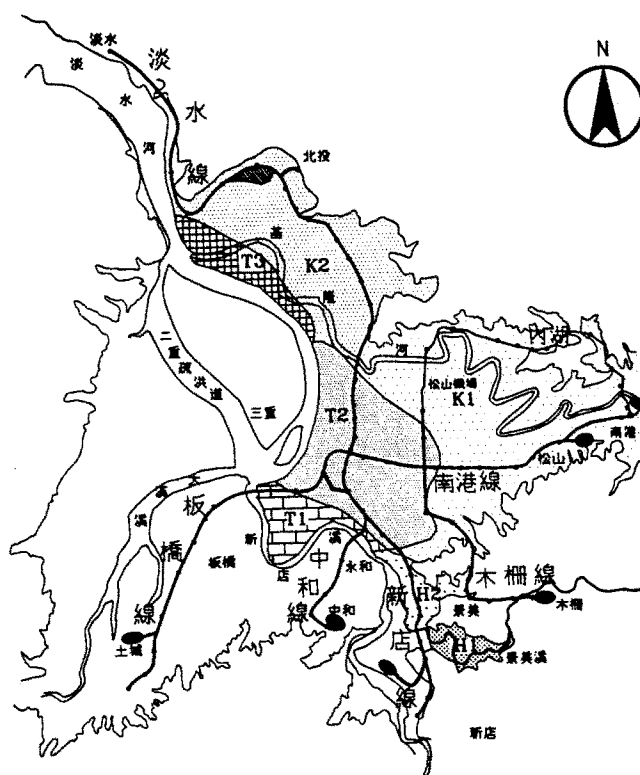 N
淡水
淡水線
淡水河
北投
基隆河
T3
K2
內湖
二重疏洪道
三重
松山機場
K1
T2
南港
松山
南港線
大漢溪
板橋線
T1
新店溪
板橋
中和線
永和
中和
土城
新店線
H2
木柵線
景美
木柵
H1
景美溪
新店